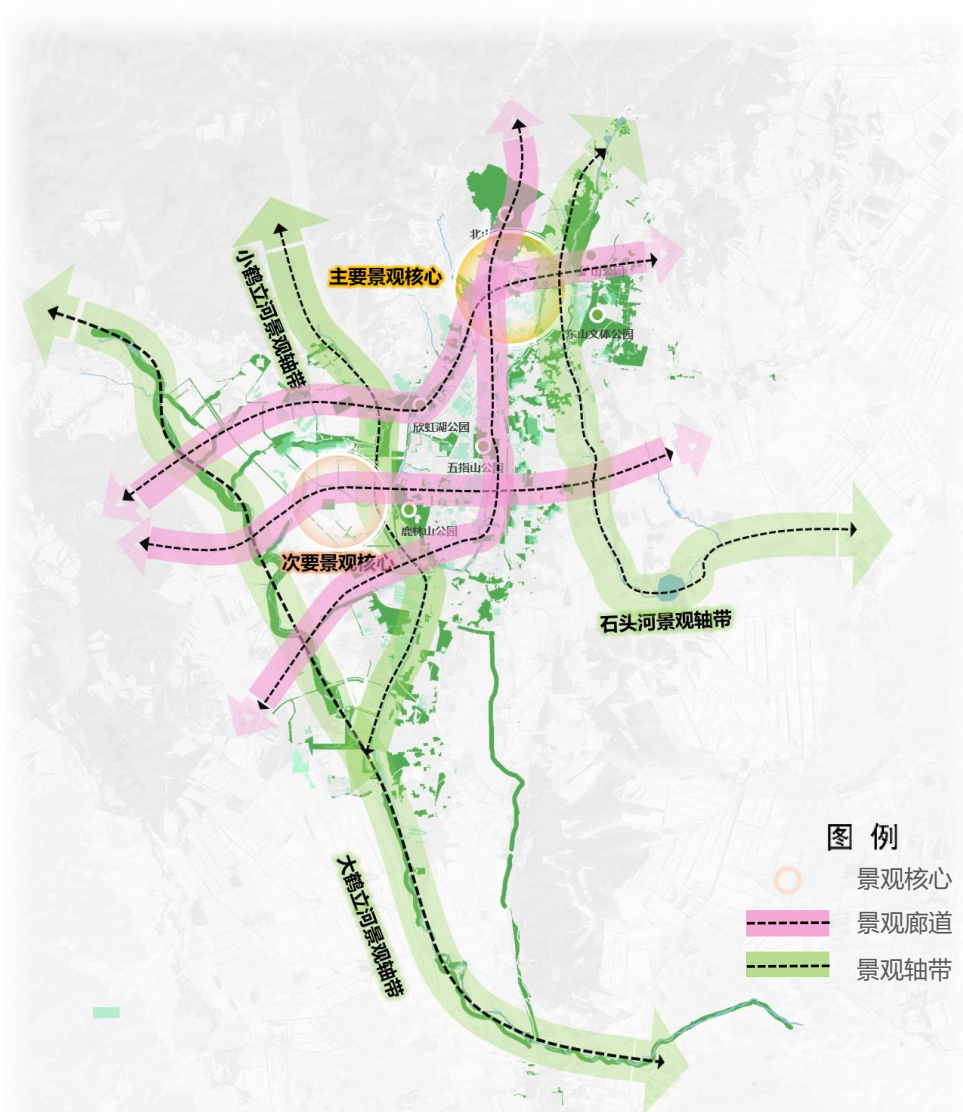 北山
主要景观核心
小鹤立河景观轴带
东山文体公园
欣虹湖公园
五指山公园
鹿林山公园
次要景观核心
石头河景观轴带
大鹤立河景观轴带
图 例
景观核心
景观廊道
景观轴带